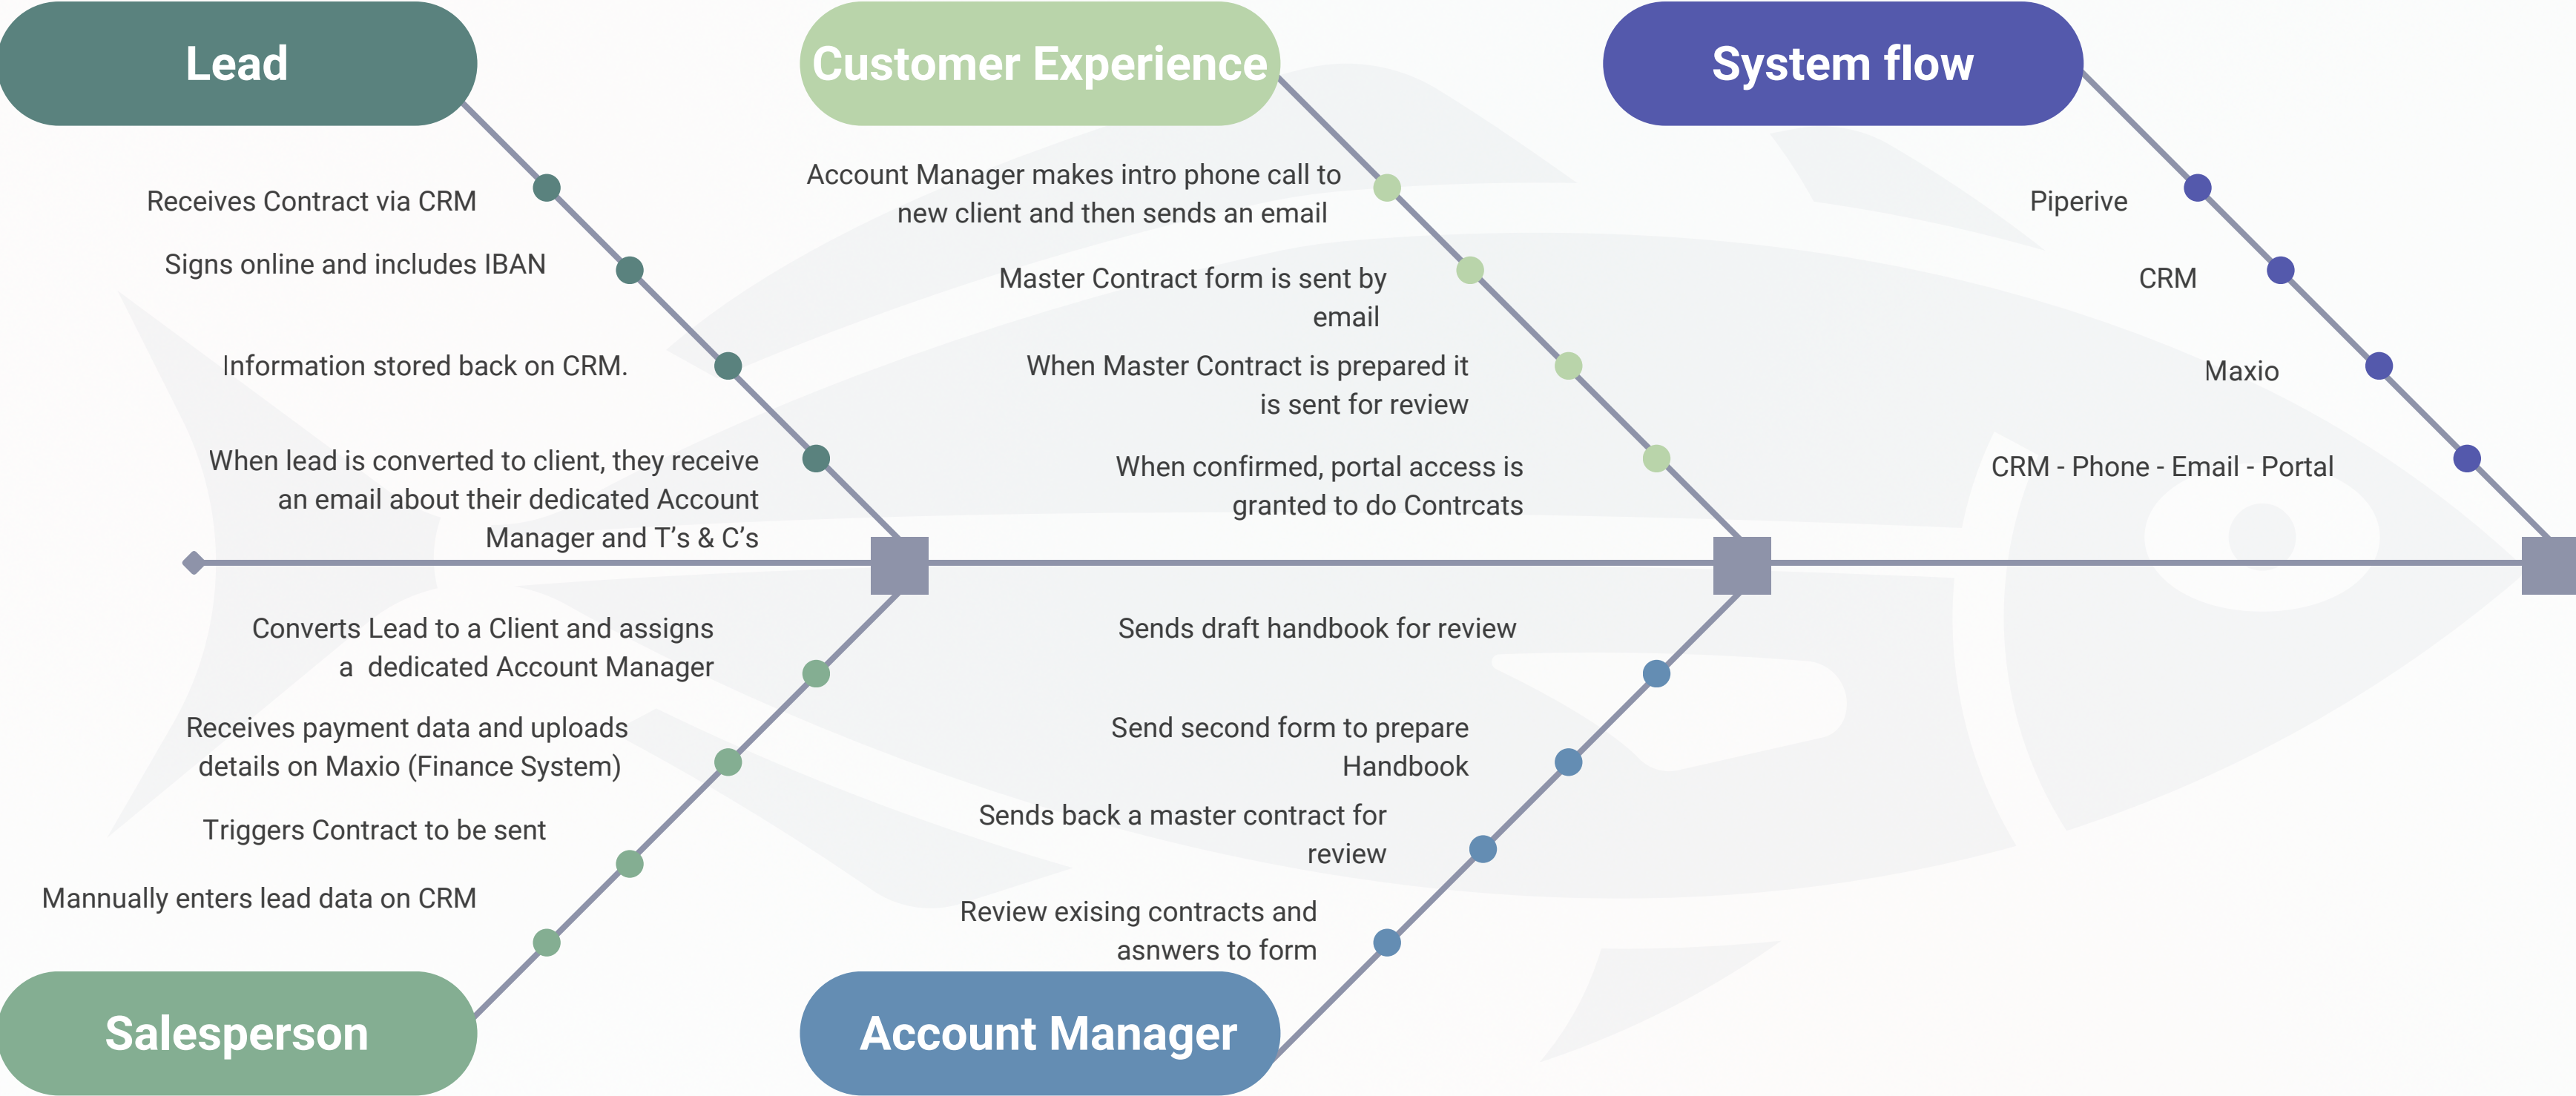 Lead
Receives Contract via CRM
Signs online and includes IBAN
Information stored back on CRM.
When lead is converted to client, they receive
an email about their dedicated Account
Manager and T’s & C’s
Customer Experience
Account Manager makes intro phone call to
new client and then sends an email
Master Contract form is sent by
email
When Master Contract is prepared it
is sent for review
When confirmed, portal access is
granted to do Contrcats
System flow
Piperive
CRM
Maxio
CRM - Phone - Email - Portal
Converts Lead to a Client and assigns
a  dedicated Account Manager
Receives payment data and uploads
details on Maxio (Finance System)
Triggers Contract to be sent
Mannually enters lead data on CRM
Salesperson
Sends draft handbook for review
Send second form to prepare
Handbook
Sends back a master contract for
review
Review exising contracts and
asnwers to form
Account Manager